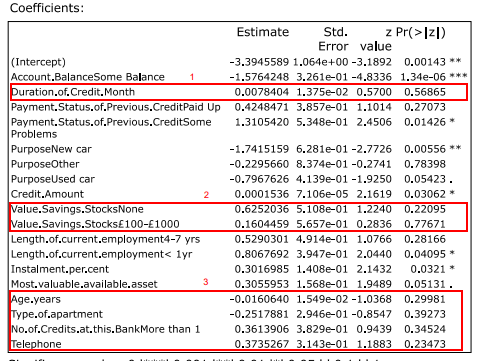 Coefficients:
Estimate Std. z Pr(>|z|)
Error value
(Intercept) -3.3945589 1.064e+00 -3.1892 0.00143 **
Account.BalanceSome Balance 1 -1.5764248 3.261e-01 -4.8336 1.34e-06 ***
Duration.of.Credit.Month 0.0078404 1.375e-02 0.5700 0.56865
Payment.Status.of.Previous.CreditPaid Up 0.4248471 3.857e-01 1.1014 0.27073
Payment.Status.of.Previous.CreditSome 1.3105420 5.348e-01 2.4506 0.01426 *
Problems
PurposeNew car -1.7415159 6.281e-01 -2.7726 0.00556 **
PurposeOther -0.2295660 8.374e-01 -0.2741 0.78398
PurposeUsed car -0.7967626 4.139e-01 -1.9250 0.05423 .
Credit.Amount 2 0.0001536 7.106e-05 2.1619 0.03062 *
Value.Savings.StocksNone 0.6252036 5.108e-01 1.2240 0.22095
Value.Savings.Stocks£100-£1000 0.1604459 5.657e-01 0.2836 0.77671
Length.of.current.employment4-7 yrs 0.5290301 4.914e-01 1.0766 0.28166
Length.of.current.employment< 1yr 0.8067692 3.947e-01 2.0440 0.04095 *
Instalment.per.cent 0.3016985 1.408e-01 2.1432 0.0321 *
Most.valuable.available.asset 3 0.3055953 1.568e-01 1.9489 0.05131 .
Age.years -0.0160640 1.549e-02 -1.0368 0.29981
Type.of.apartment -0.2517881 2.946e-01 -0.8547 0.39273
No.of.Credits.at.this.BankMore than 1 0.3613906 3.829e-01 0.9439 0.34524
Telephone 0.3735267 3.143e-01 1.1883 0.23473